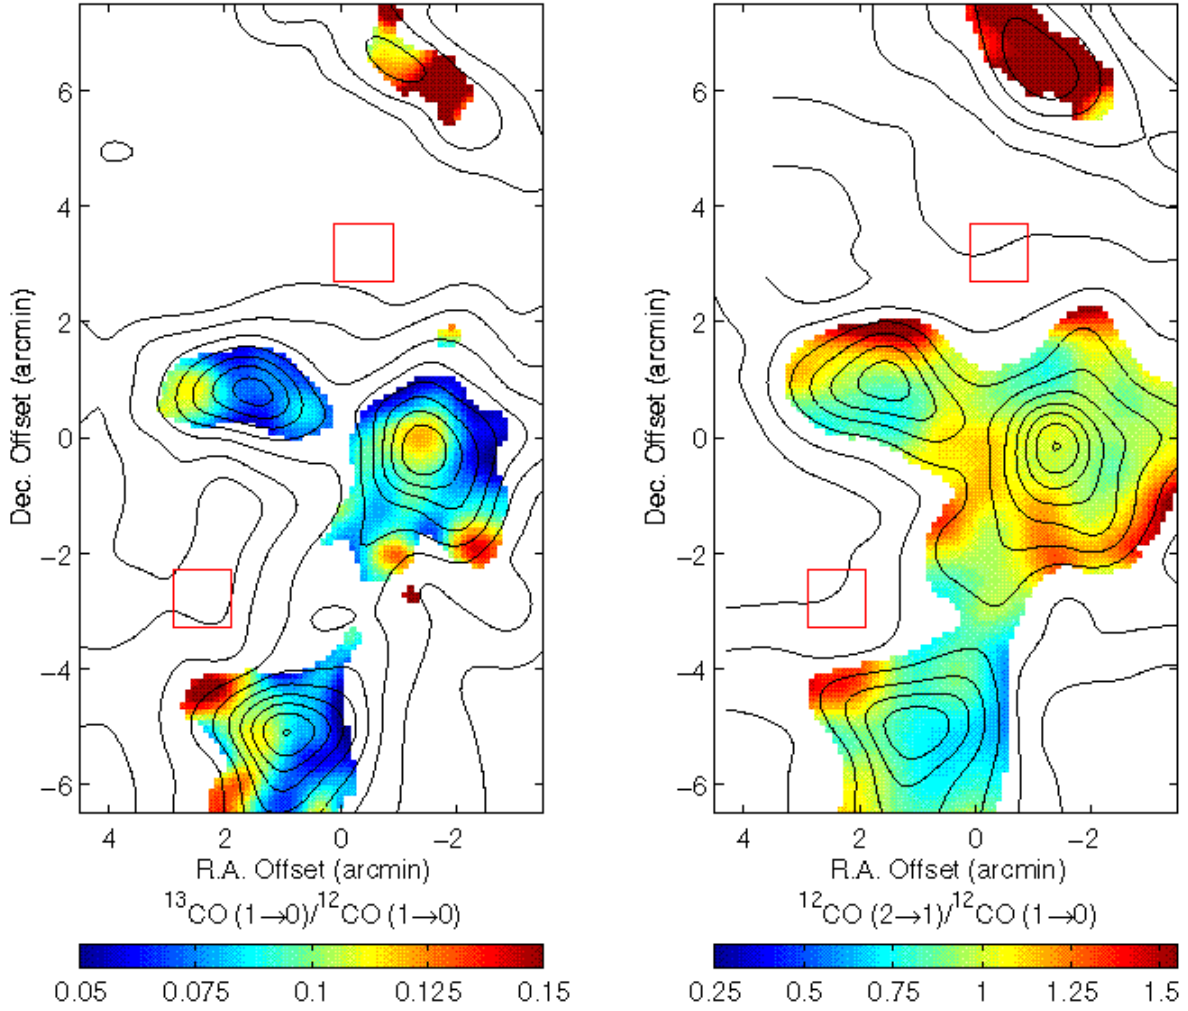 6
4
2
0
−2
−4
−6
Dec. Offset (arcmin)
4 2 0 −2
R.A. Offset (arcmin)
¹³CO (1→0)/¹²CO (1→0)
0.05 0.075 0.1 0.125 0.15
6
4
2
0
−2
−4
−6
Dec. Offset (arcmin)
4 2 0 −2
R.A. Offset (arcmin)
¹²CO (2→1)/¹²CO (1→0)
0.25 0.5 0.75 1 1.25 1.5